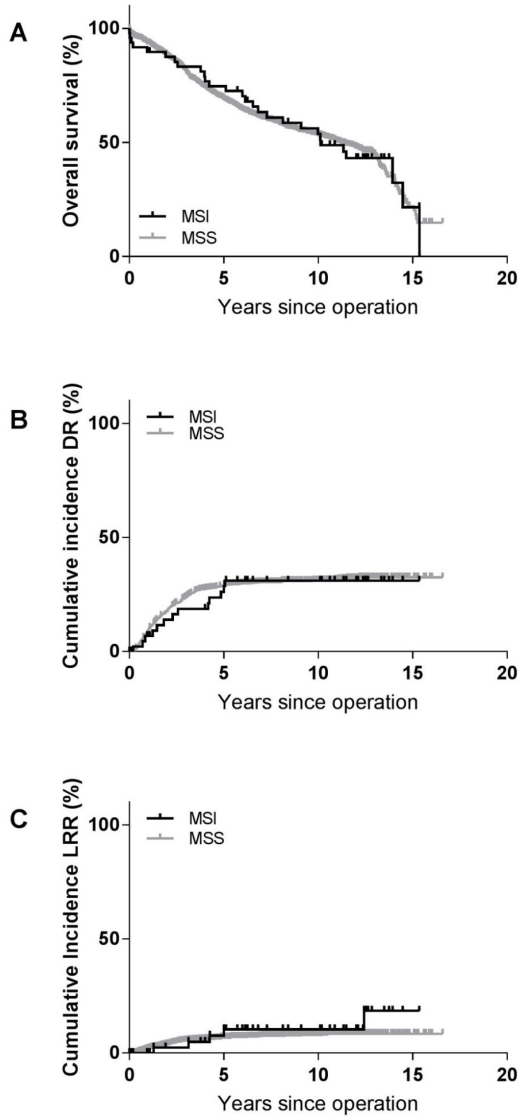 A
Overall survival (%)
100
50
0
MSI
MSS
0 5 10 15 20
Years since operation
B
Cumulative incidence DR (%)
100
50
0
MSI
MSS
0 5 10 15 20
Years since operation
C
Cumulative Incidence LRR (%)
100
50
0
MSI
MSS
0 5 10 15 20
Years since operation